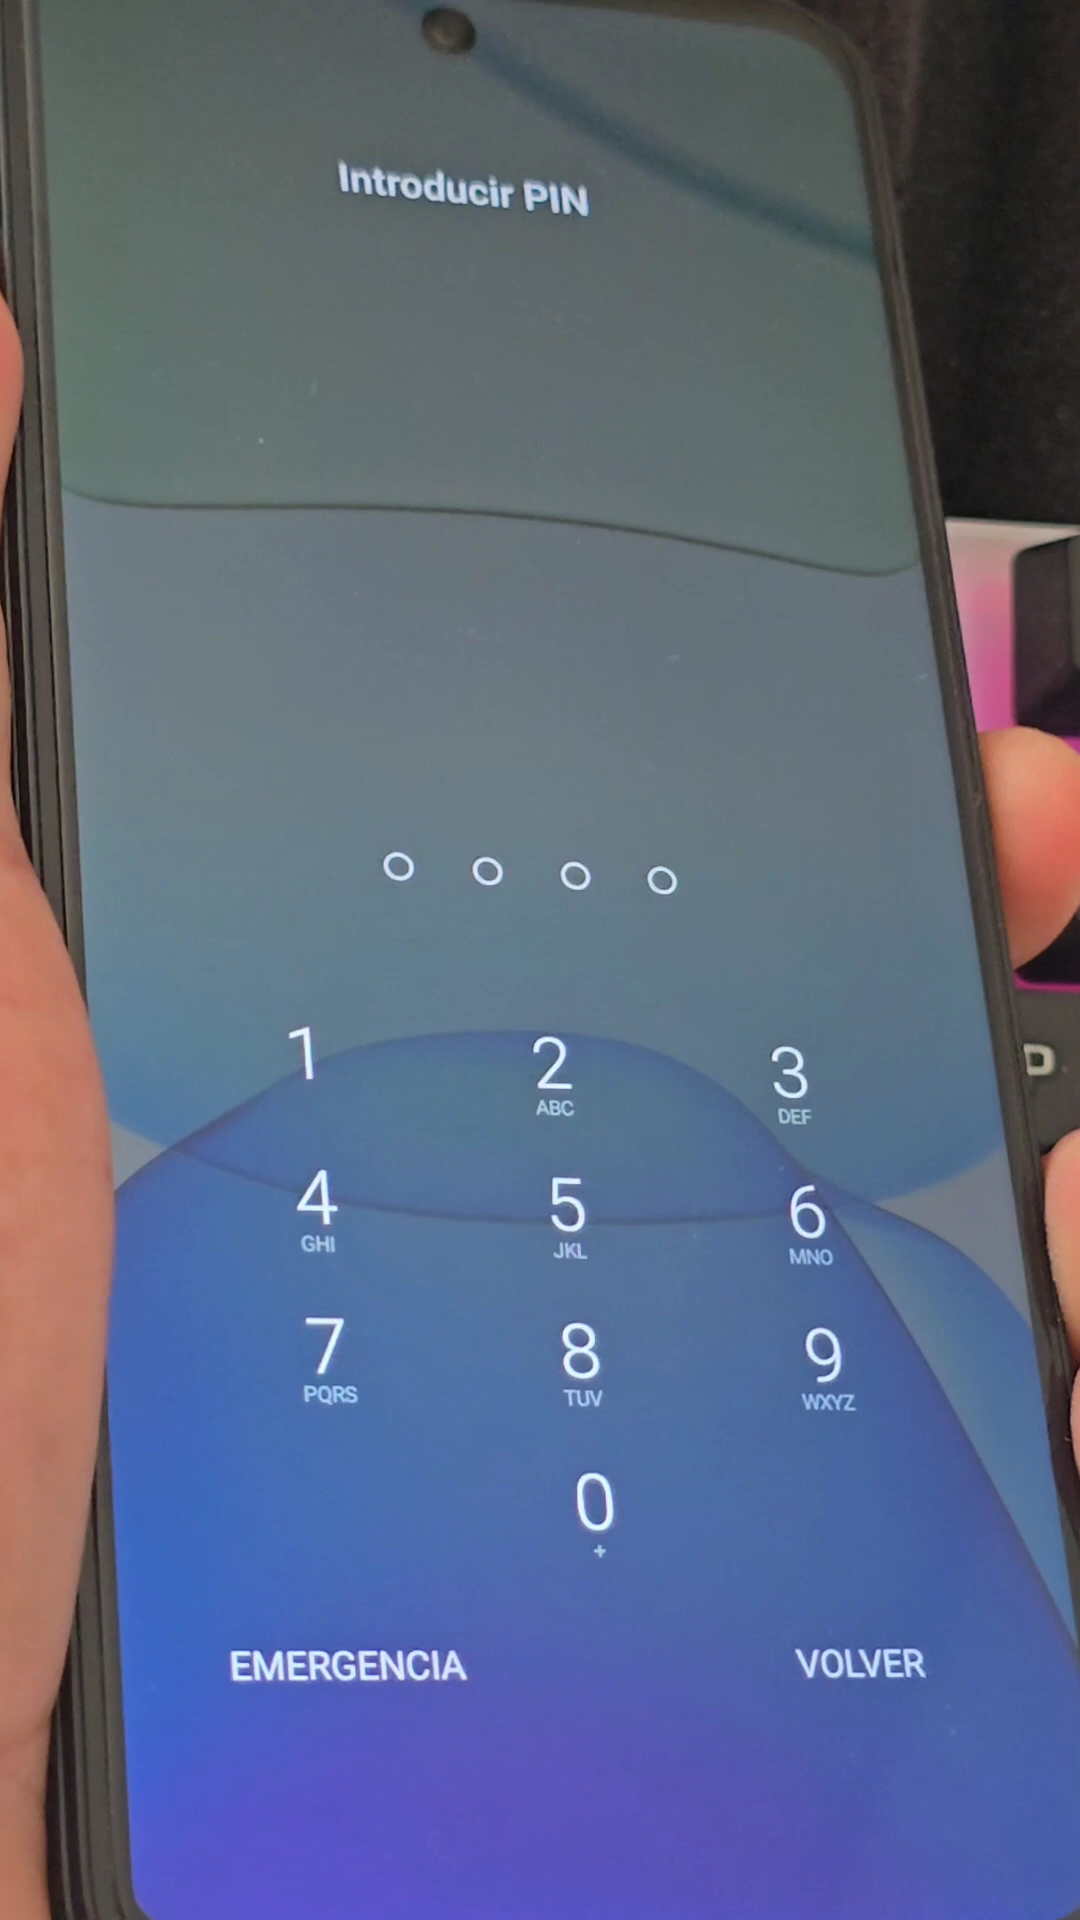 Introducir PIN
1 2 3
ABC DEF
4 5 6
GHI JKL MNO
7 8 9
PQRS TUV WXYZ
0
+
EMERGENCIA VOLVER
P